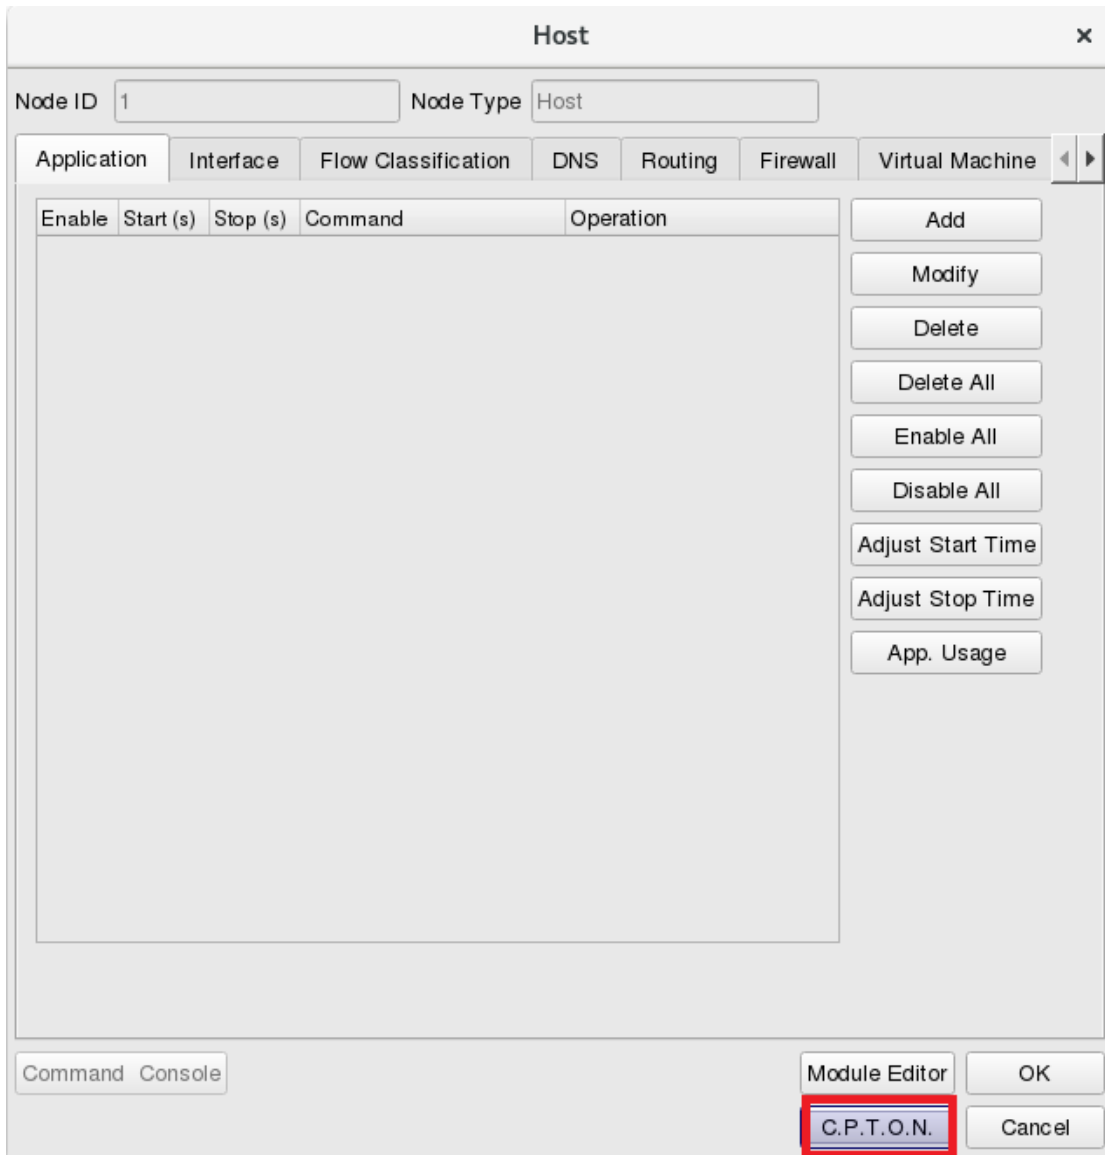 Host
Node ID 1 Node Type Host
Application Interface Flow Classification DNS Routing Firewall Virtual Machine
Enable Start (s) Stop (s) Command Operation
Add
Modify
Delete
Delete All
Enable All
Disable All
Adjust Start Time
Adjust Stop Time
App. Usage
Command Console Module Editor OK
C.P.T.O.N. Cancel